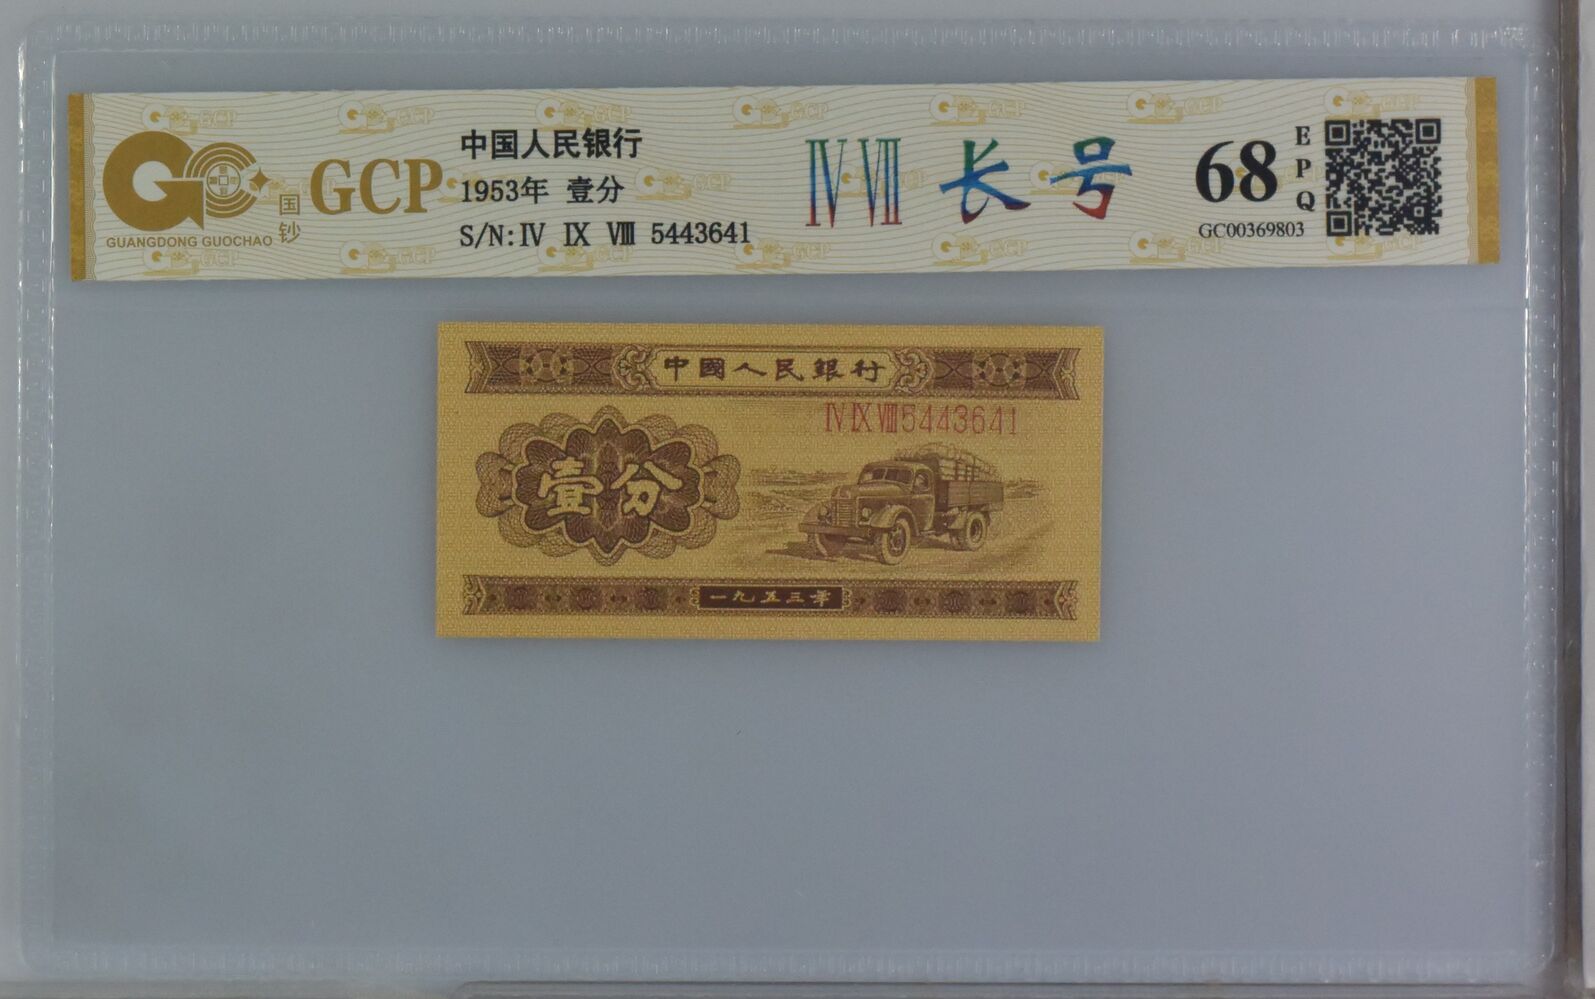 GUANGDONG GUOCHAO
国钞
GCP
中国人民银行
1953年 壹分
S/N: IV IX VIII 5443641
IV VII 长号
68
EPQ
GC00369803
中國人民銀行
IV IX VIII 5443641
壹分
一九五三年